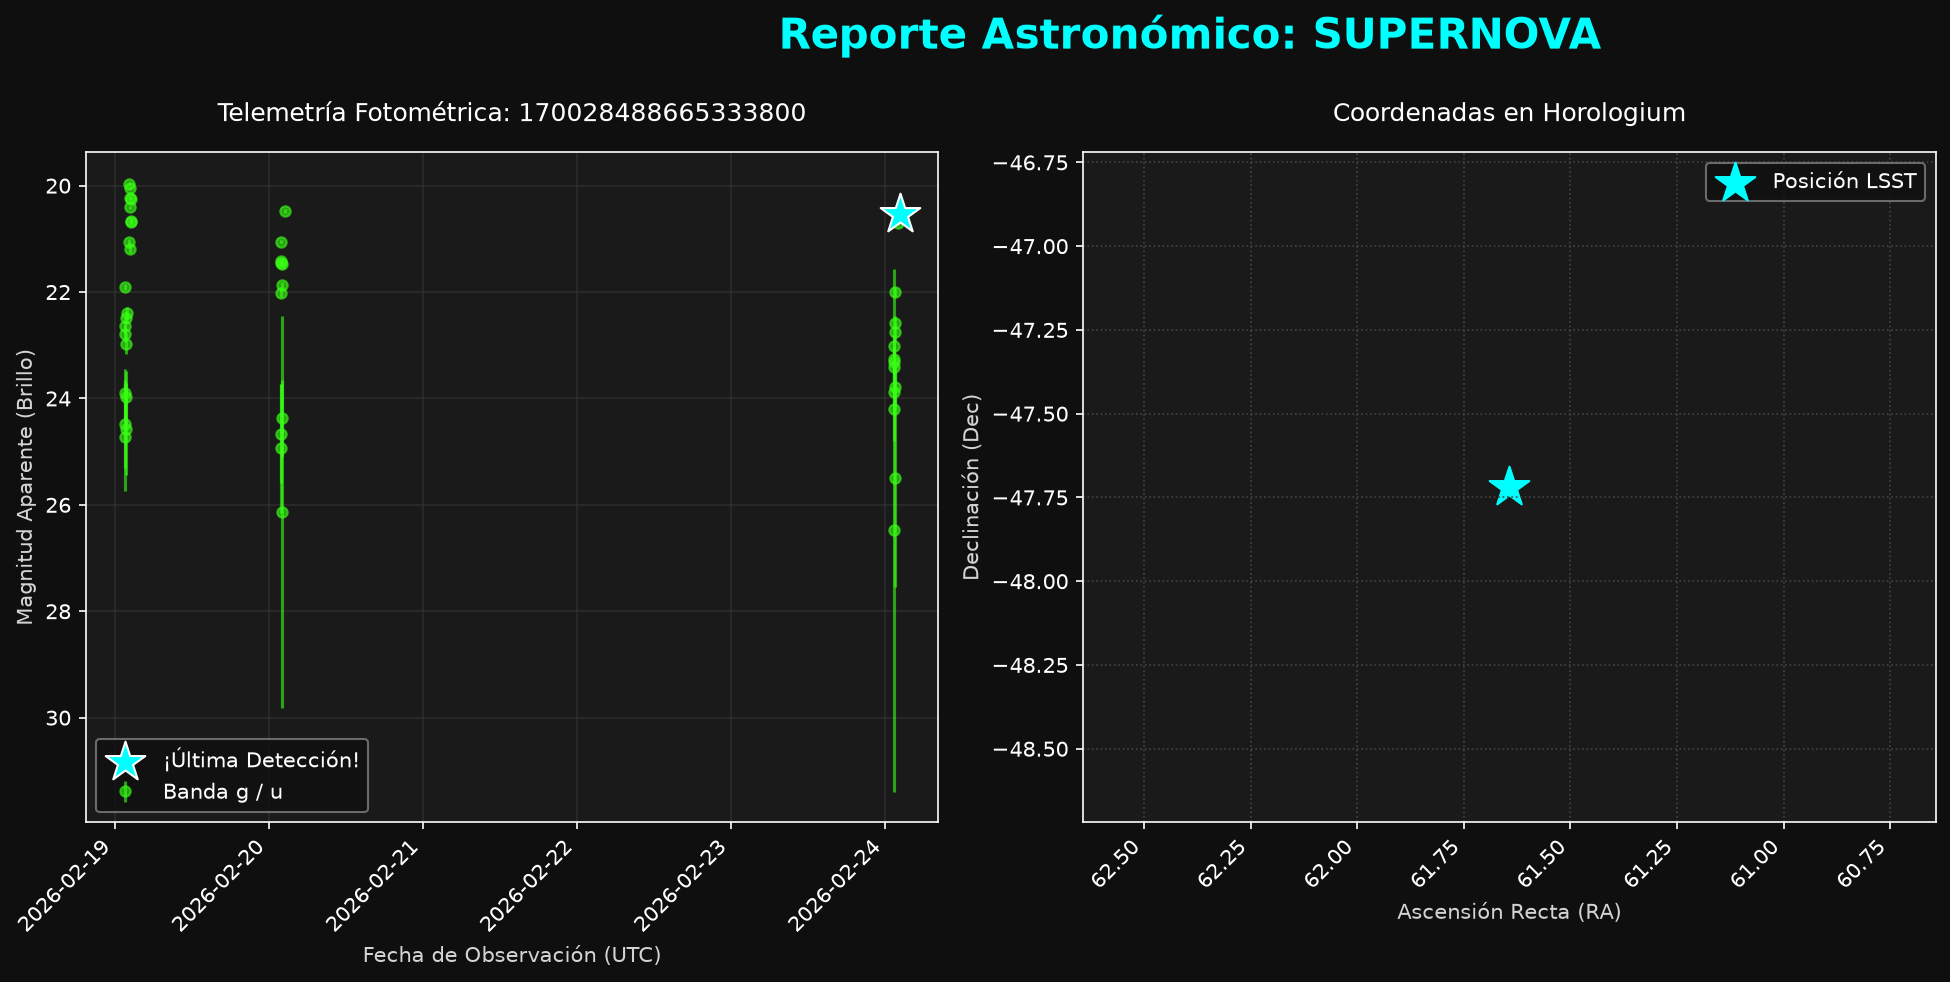 Reporte Astronómico: SUPERNOVA
Telemetría Fotométrica: 170028488665333800
Magnitud Aparente (Brillo)
20
22
24
26
28
30
¡Última Detección!
Banda g / u
2026-02-19
2026-02-20
2026-02-21
2026-02-22
2026-02-23
2026-02-24
Fecha de Observación (UTC)
Coordenadas en Horologium
Declinación (Dec)
−46.75
−47.00
−47.25
−47.50
−47.75
−48.00
−48.25
−48.50
Posición LSST
62.50
62.25
62.00
61.75
61.50
61.25
61.00
60.75
Ascensión Recta (RA)